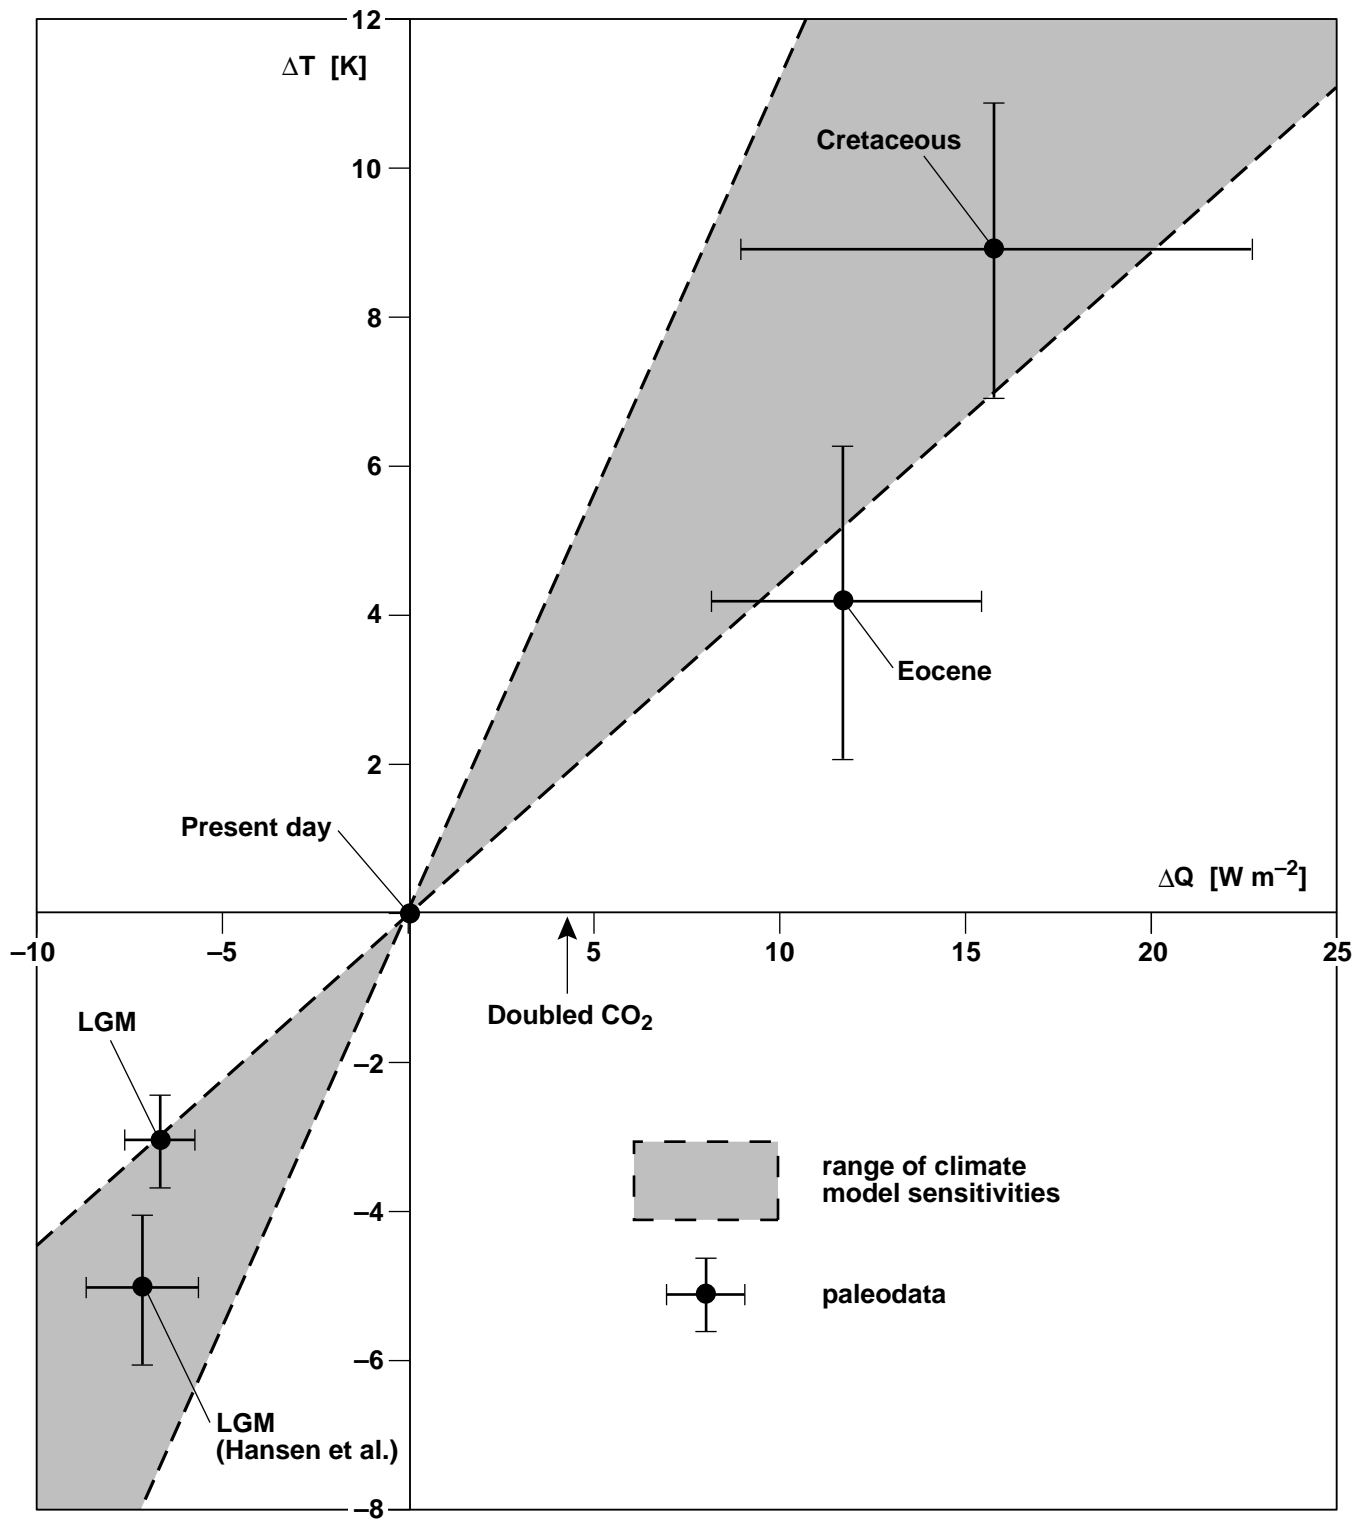 12
ΔT [K]
Cretaceous
10
8
6
4
Eocene
2
Present day
ΔQ [W m⁻²]
–10
–5
5
10
15
20
25
LGM
Doubled CO₂
–2
range of climate
model sensitivities
–4
paleodata
–6
LGM
(Hansen et al.)
–8